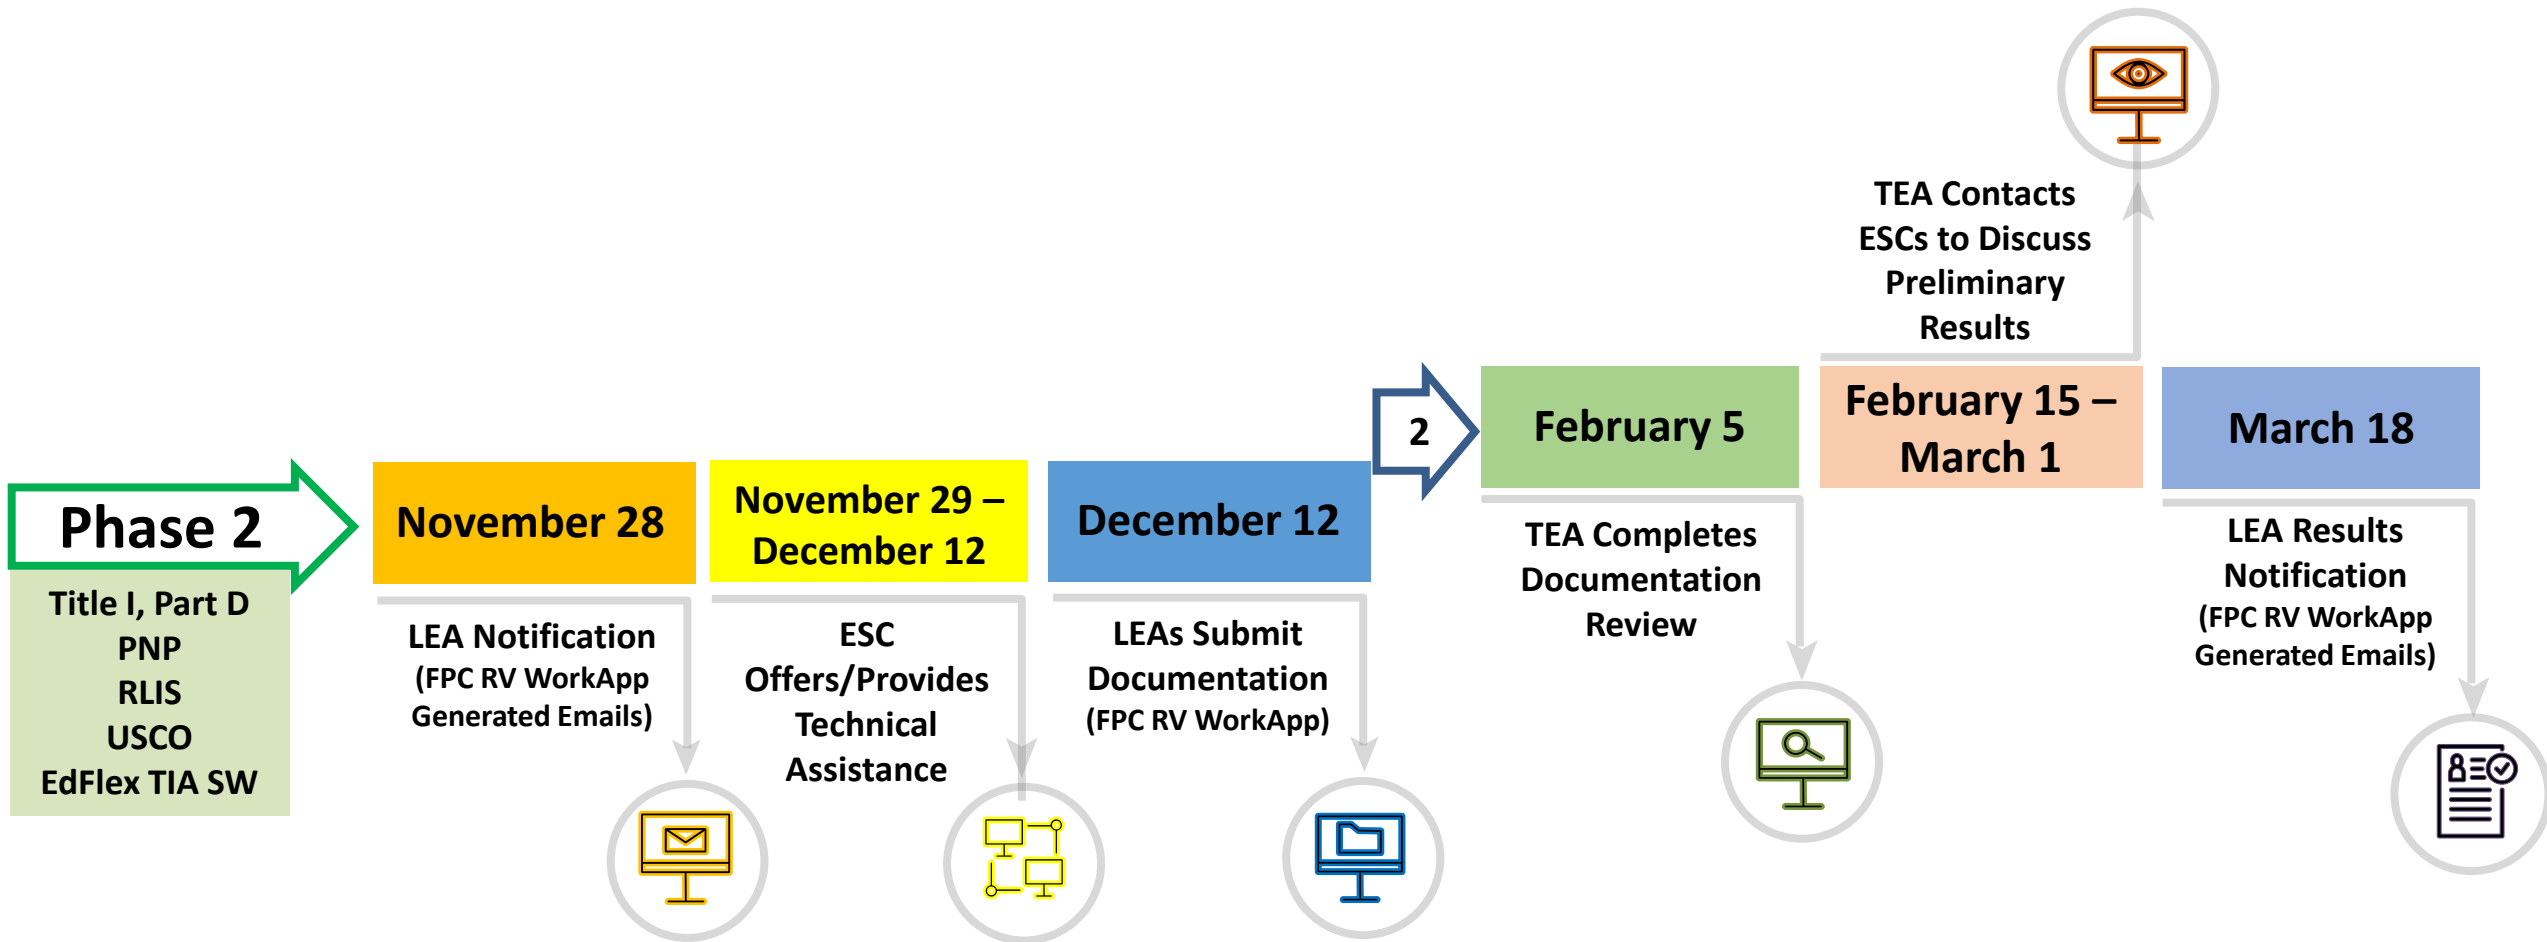 Phase 2
Title I, Part D
PNP
RLIS
USCO
EdFlex TIA SW
November 28
LEA Notification
(FPC RV WorkApp
Generated Emails)
November 29 –
December 12
ESC
Offers/Provides
Technical
Assistance
December 12
LEAs Submit
Documentation
(FPC RV WorkApp)
2
February 5
TEA Completes
Documentation
Review
TEA Contacts
ESCs to Discuss
Preliminary
Results
February 15 –
March 1
March 18
LEA Results
Notification
(FPC RV WorkApp
Generated Emails)